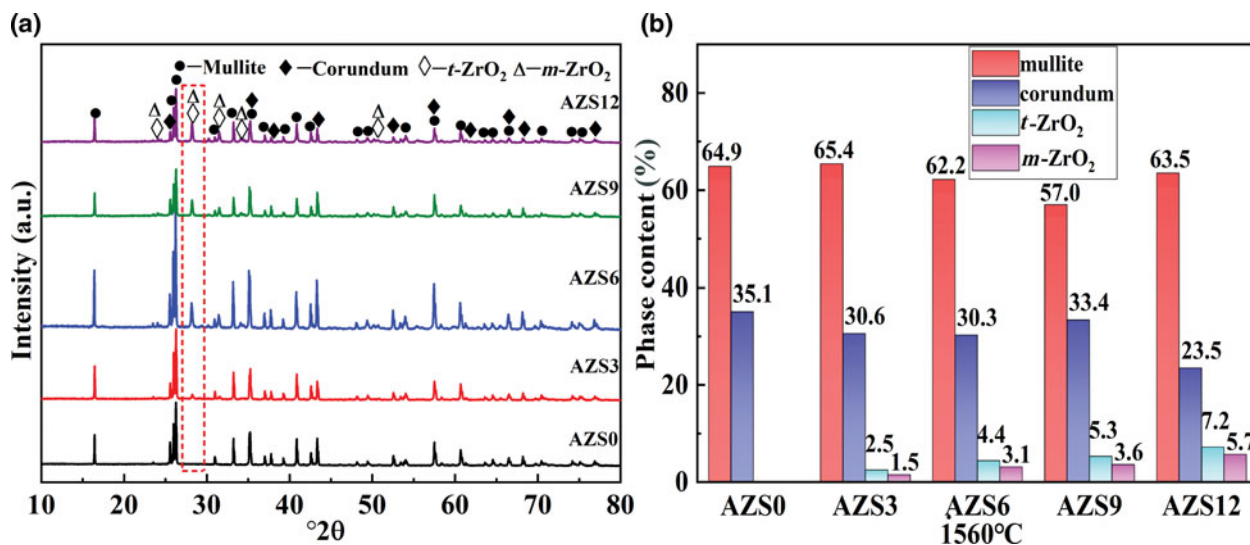 (a)
●—Mullite ◆—Corundum ◇—t-ZrO₂ Δ—m-ZrO₂
AZS12
AZS9
AZS6
AZS3
AZS0
Intensity (a.u.)
10 20 30 40 50 60 70 80
°2θ
(b)
mullite
corundum
t-ZrO₂
m-ZrO₂
Phase content (%)
80
60
40
20
0
64.9 35.1
65.4 30.6 2.5 1.5
62.2 30.3 4.4 3.1
57.0 33.4 5.3 3.6
63.5 23.5 7.2 5.7
AZS0 AZS3 AZS6 AZS9 AZS12
1560℃